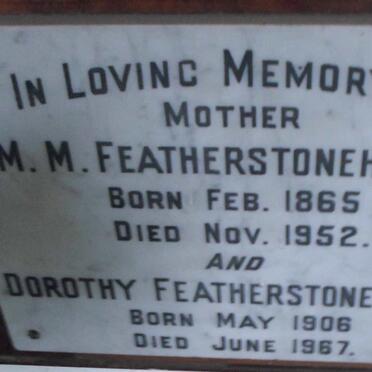 IN LOVING MEMORY
MOTHER
M. M. FEATHERSTONEH
BORN FEB. 1865
DIED NOV. 1952.
AND
DOROTHY FEATHERSTONE
BORN MAY 1906
DIED JUNE 1967.